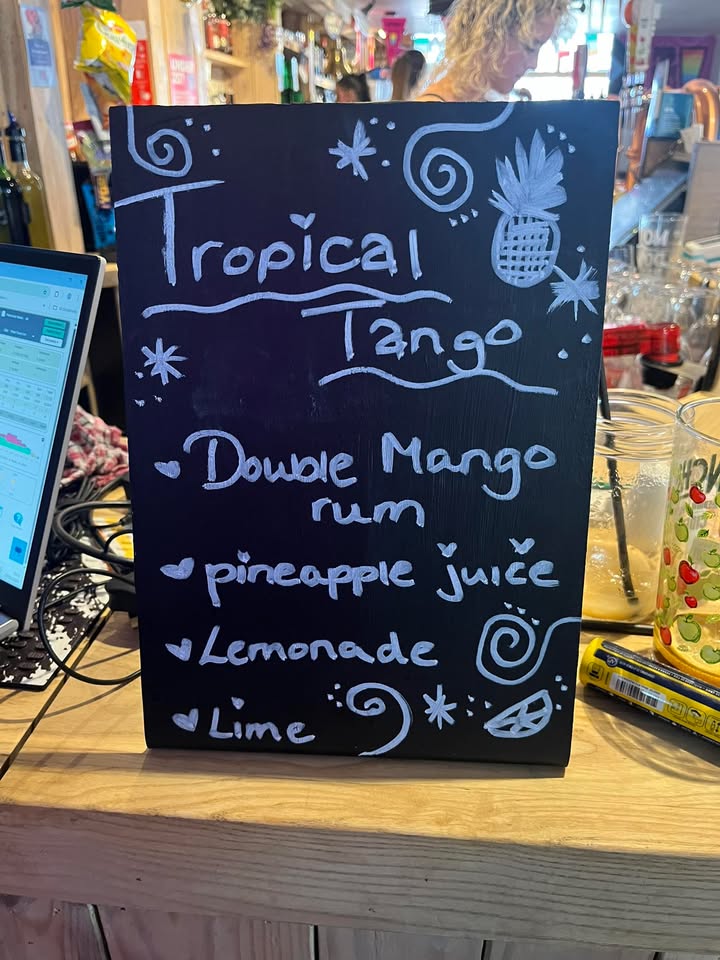 Tropical
Tango
Double Mango
rum
pineapple juice
Lemonade
Lime